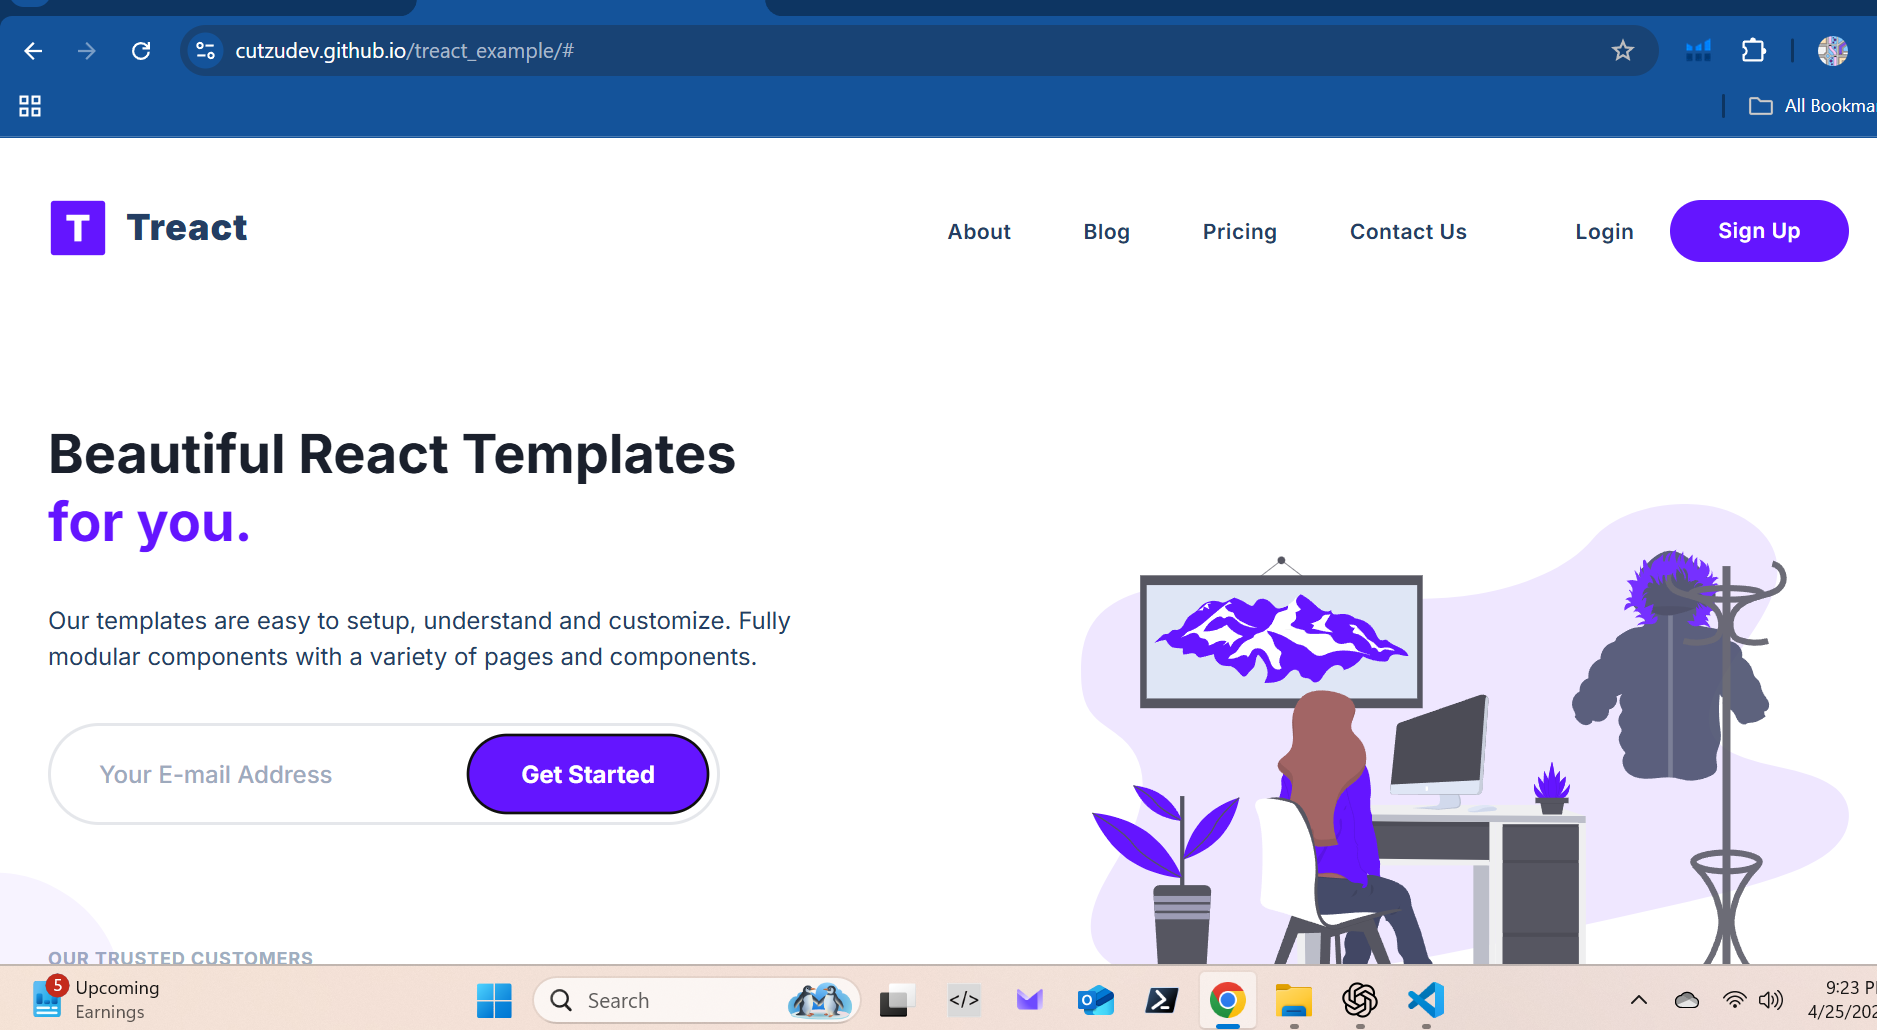 cutzudev.github.io/treact_example/#
All Bookma
T Treact
About Blog Pricing Contact Us Login Sign Up
Beautiful React Templates
for you.
Our templates are easy to setup, understand and customize. Fully
modular components with a variety of pages and components.
Your E-mail Address Get Started
OUR TRUSTED CUSTOMERS
5 Upcoming
Earnings
Search
9:23 P
4/25/202